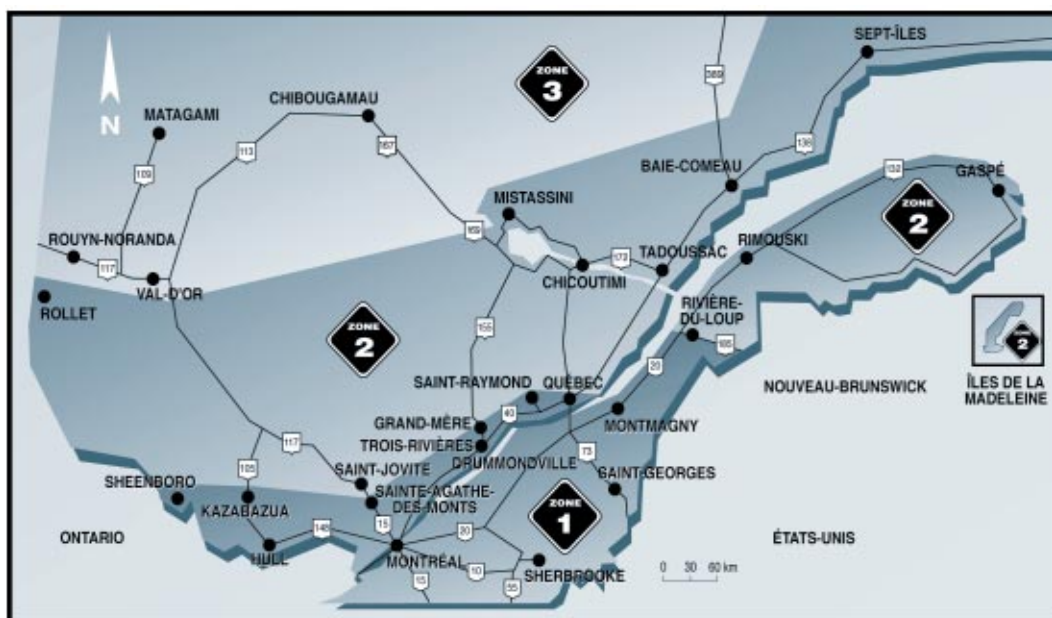 SEPT-ÎLES
ZONE
3
389
CHIBOUGAMAU
MATAGAMI
N
113
167
138
109
BAIE-COMEAU
132
GASPÉ
MISTASSINI
ZONE
2
169
ROUYN-NORANDA
117
172
TADOUSSAC
RIMOUSKI
CHICOUTIMI
VAL-D'OR
ROLLET
RIVIÈRE-
DU-LOUP
155
ZONE
2
185
ZONE
2
20
SAINT-RAYMOND
QUÉBEC
NOUVEAU-BRUNSWICK
ÎLES DE LA
MADELEINE
40
GRAND-MÈRE
MONTMAGNY
TROIS-RIVIÈRES
117
DRUMMONDVILLE
73
105
SAINT-JOVITE
SAINT-GEORGES
SHEENBORO
SAINTE-AGATHE-
DES-MONTS
KAZABAZUA
ZONE
1
15
148
20
ONTARIO
ÉTATS-UNIS
HULL
MONTRÉAL
SHERBROOKE
10
15
55
0 30 60 km